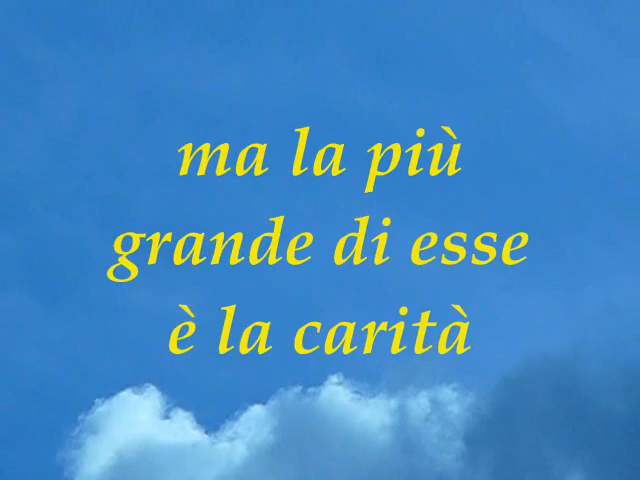 ma la più
grande di esse
è la carità